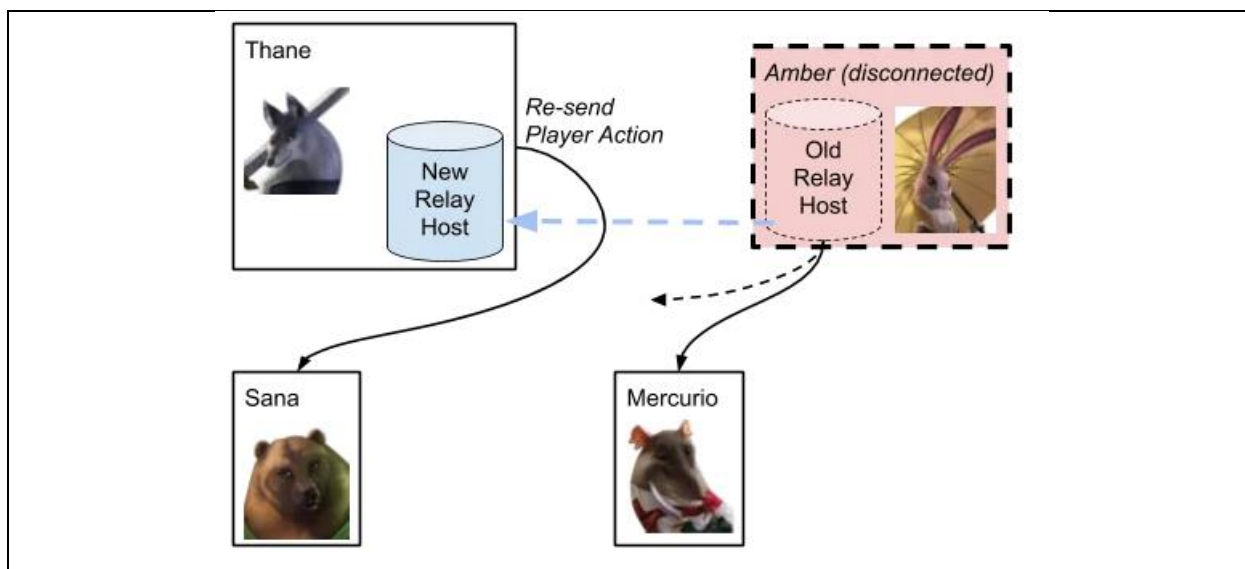 Thane
Amber (disconnected)
Re-send
Player Action
New
Relay
Host
Old
Relay
Host
Sana
Mercurio